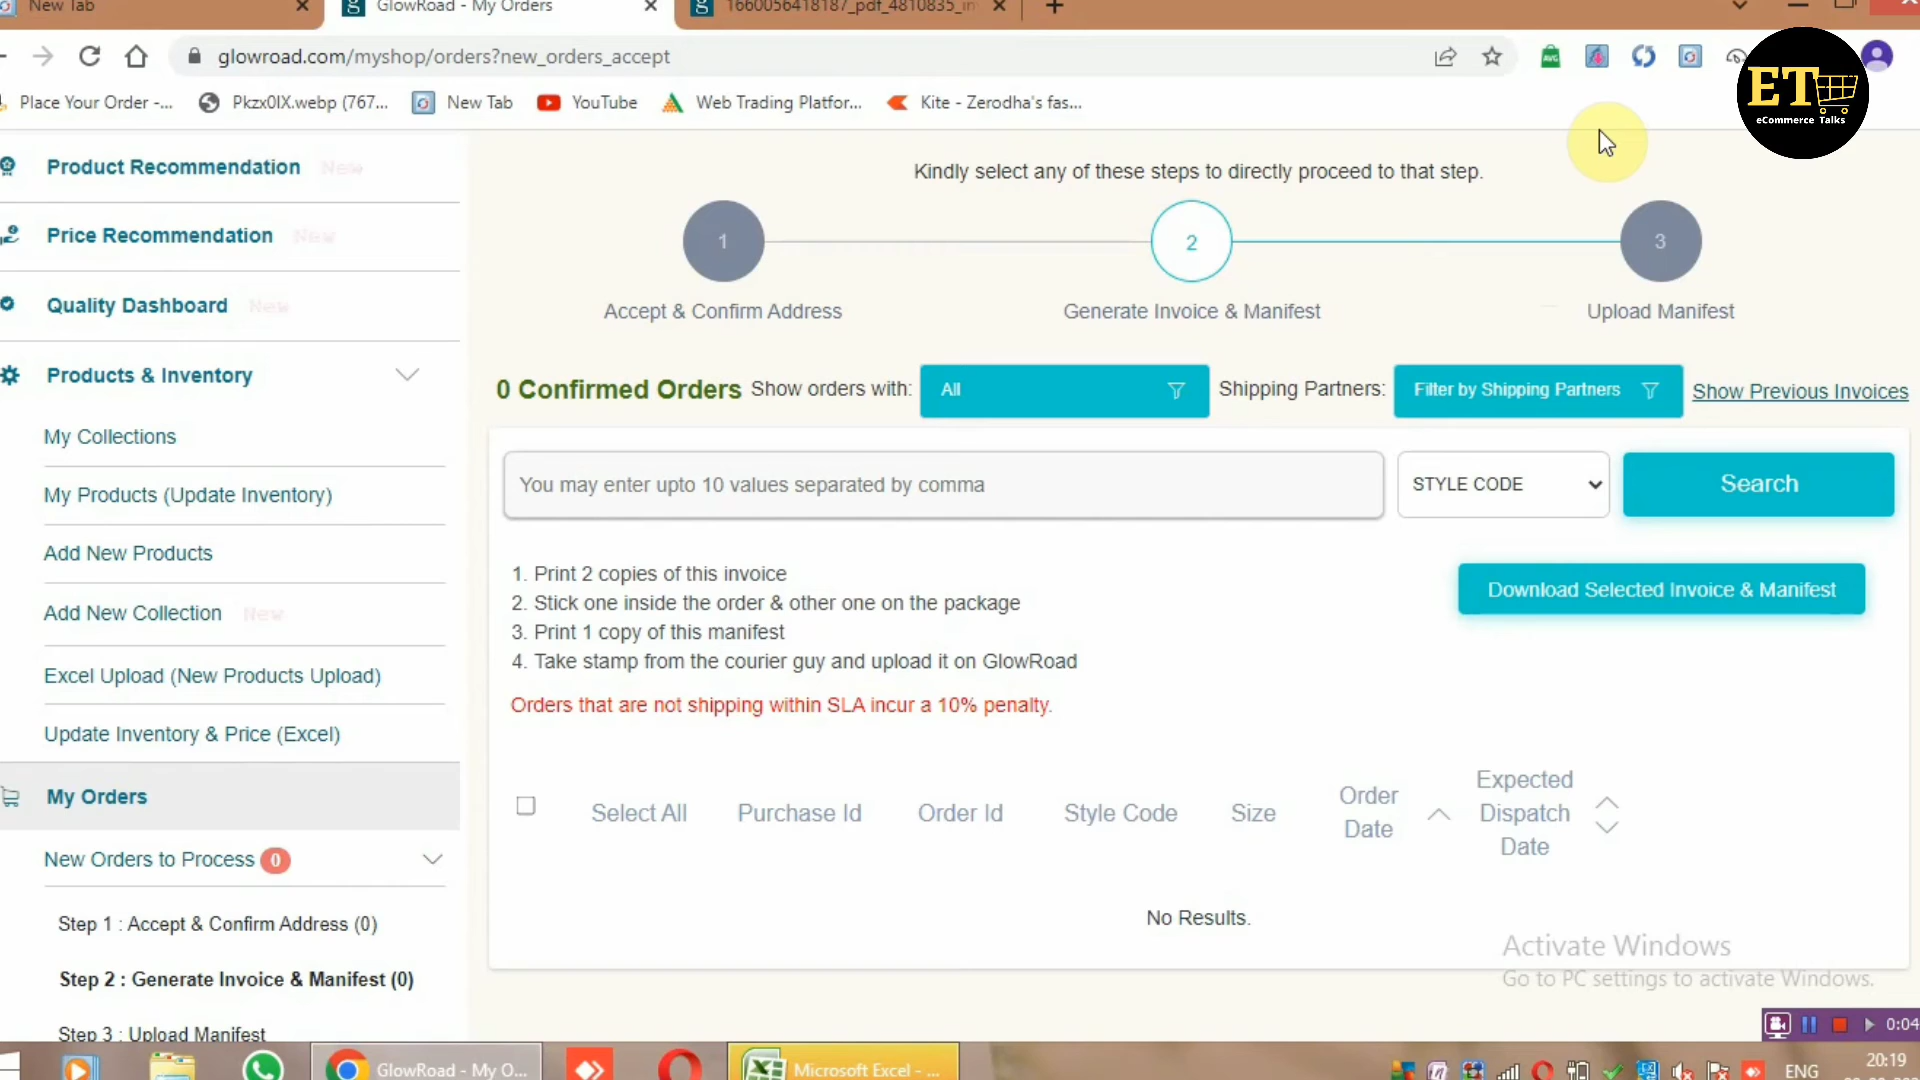 New Tab
GlowRoad - My Orders
1660056418187_pdf_4810835_in
glowroad.com/myshop/orders?new_orders_accept
Place Your Order -...
Pkzx0IX.webp (767...
New Tab
YouTube
Web Trading Platfor...
Kite - Zerodha's fas...
AVG
ET
eCommerce Talks
Product Recommendation New
Price Recommendation New
Quality Dashboard New
Products & Inventory
My Collections
My Products (Update Inventory)
Add New Products
Add New Collection New
Excel Upload (New Products Upload)
Update Inventory & Price (Excel)
My Orders
New Orders to Process 0
Step 1 : Accept & Confirm Address (0)
Step 2 : Generate Invoice & Manifest (0)
Step 3 : Upload Manifest
Kindly select any of these steps to directly proceed to that step.
1
2
3
Accept & Confirm Address
Generate Invoice & Manifest
Upload Manifest
0 Confirmed Orders Show orders with: All Shipping Partners: Filter by Shipping Partners Show Previous Invoices
You may enter upto 10 values separated by comma
STYLE CODE
Search
1. Print 2 copies of this invoice
2. Stick one inside the order & other one on the package
3. Print 1 copy of this manifest
4. Take stamp from the courier guy and upload it on GlowRoad
Download Selected Invoice & Manifest
Orders that are not shipping within SLA incur a 10% penalty.
Select All
Purchase Id
Order Id
Style Code
Size
Order
Date
Expected
Dispatch
Date
No Results.
Activate Windows
Go to PC settings to activate Windows.
0:04
GlowRoad - My O...
Microsoft Excel - ...
ENG
20:19